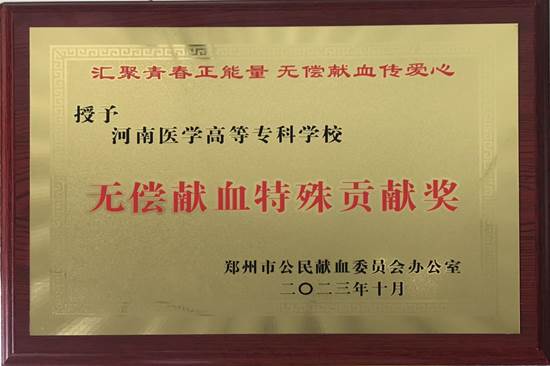 汇聚青春正能量 无偿献血传爱心
授予
河南医学高等专科学校
无偿献血特殊贡献奖
郑州市公民献血委员会办公室
二〇二三年十月